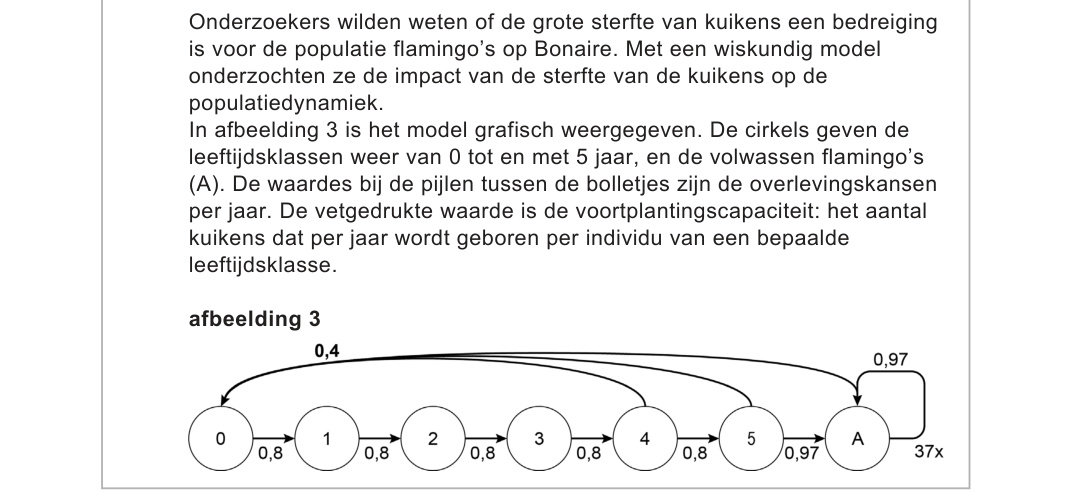 Onderzoekers wilden weten of de grote sterfte van kuikens een bedreiging
is voor de populatie flamingo’s op Bonaire. Met een wiskundig model
onderzochten ze de impact van de sterfte van de kuikens op de
populatiedynamiek.
In afbeelding 3 is het model grafisch weergegeven. De cirkels geven de
leeftijdsklassen weer van 0 tot en met 5 jaar, en de volwassen flamingo’s
(A). De waardes bij de pijlen tussen de bolletjes zijn de overlevingskansen
per jaar. De vetgedrukte waarde is de voortplantingscapaciteit: het aantal
kuikens dat per jaar wordt geboren per individu van een bepaalde
leeftijdsklasse.
afbeelding 3
0,4
0,97
0 1 2 3 4 5 A
0,8 0,8 0,8 0,8 0,8 0,97 37x